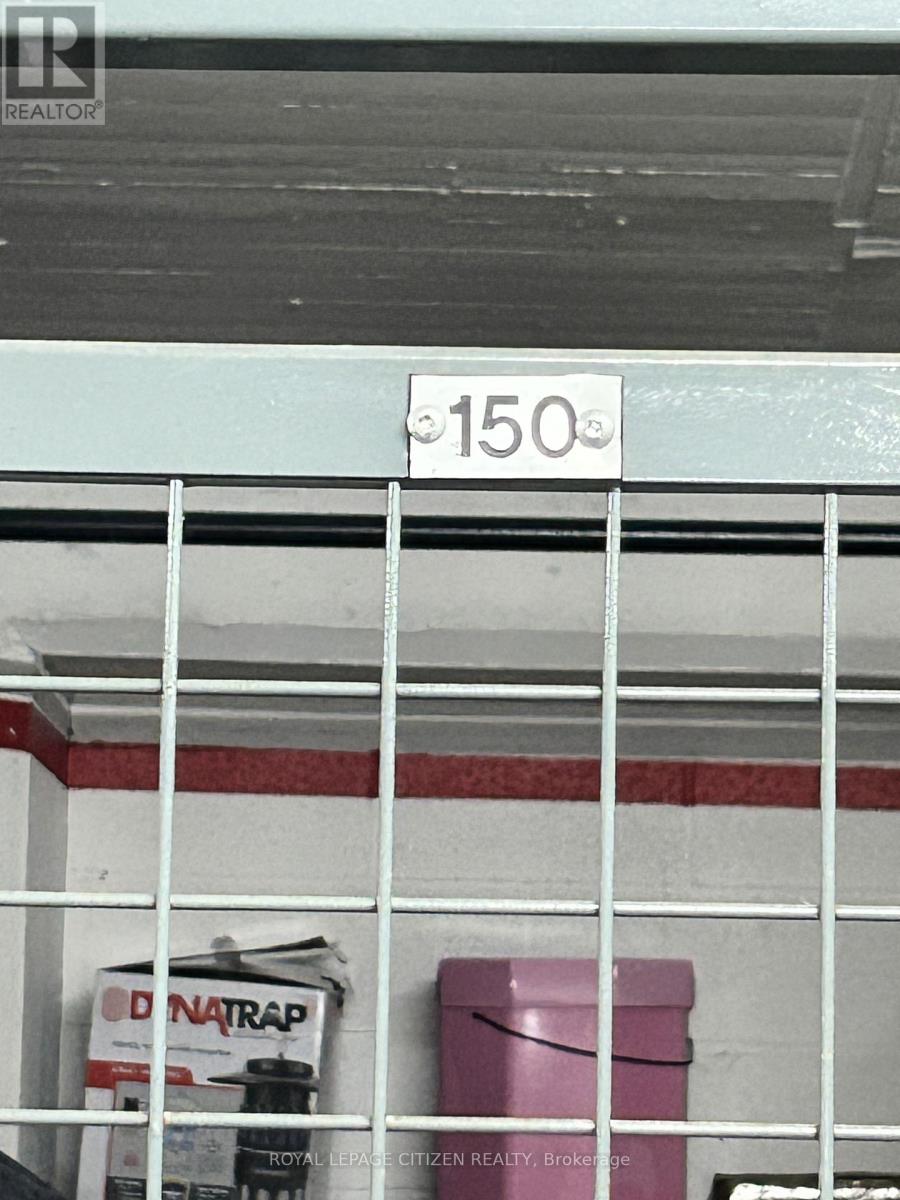 REALTOR®
150
DYNATRAP
ROYAL LEPAGE CITIZEN REALTY, Brokerage